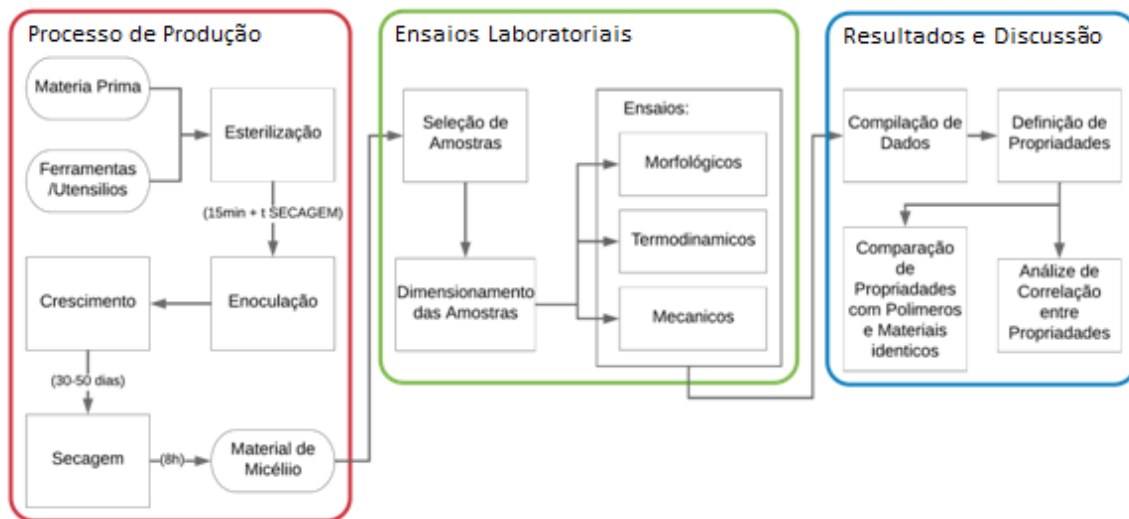 Processo de Produção
Materia Prima
Ferramentas
/Utensilios
Esterilização
(15min + t SECAGEM)
Enoculação
Crescimento
(30-50 dias)
Secagem
(8h)
Material de
Micéliio
Ensaios Laboratoriais
Seleção de
Amostras
Dimensionamento
das Amostras
Ensaios:
Morfológicos
Termodinamicos
Mecanicos
Resultados e Discussão
Compilação de
Dados
Definição de
Propriedades
Comparação
de
Propriedades
com Polimeros
e Materiais
identicos
Análize de
Correlação
entre
Propriedades